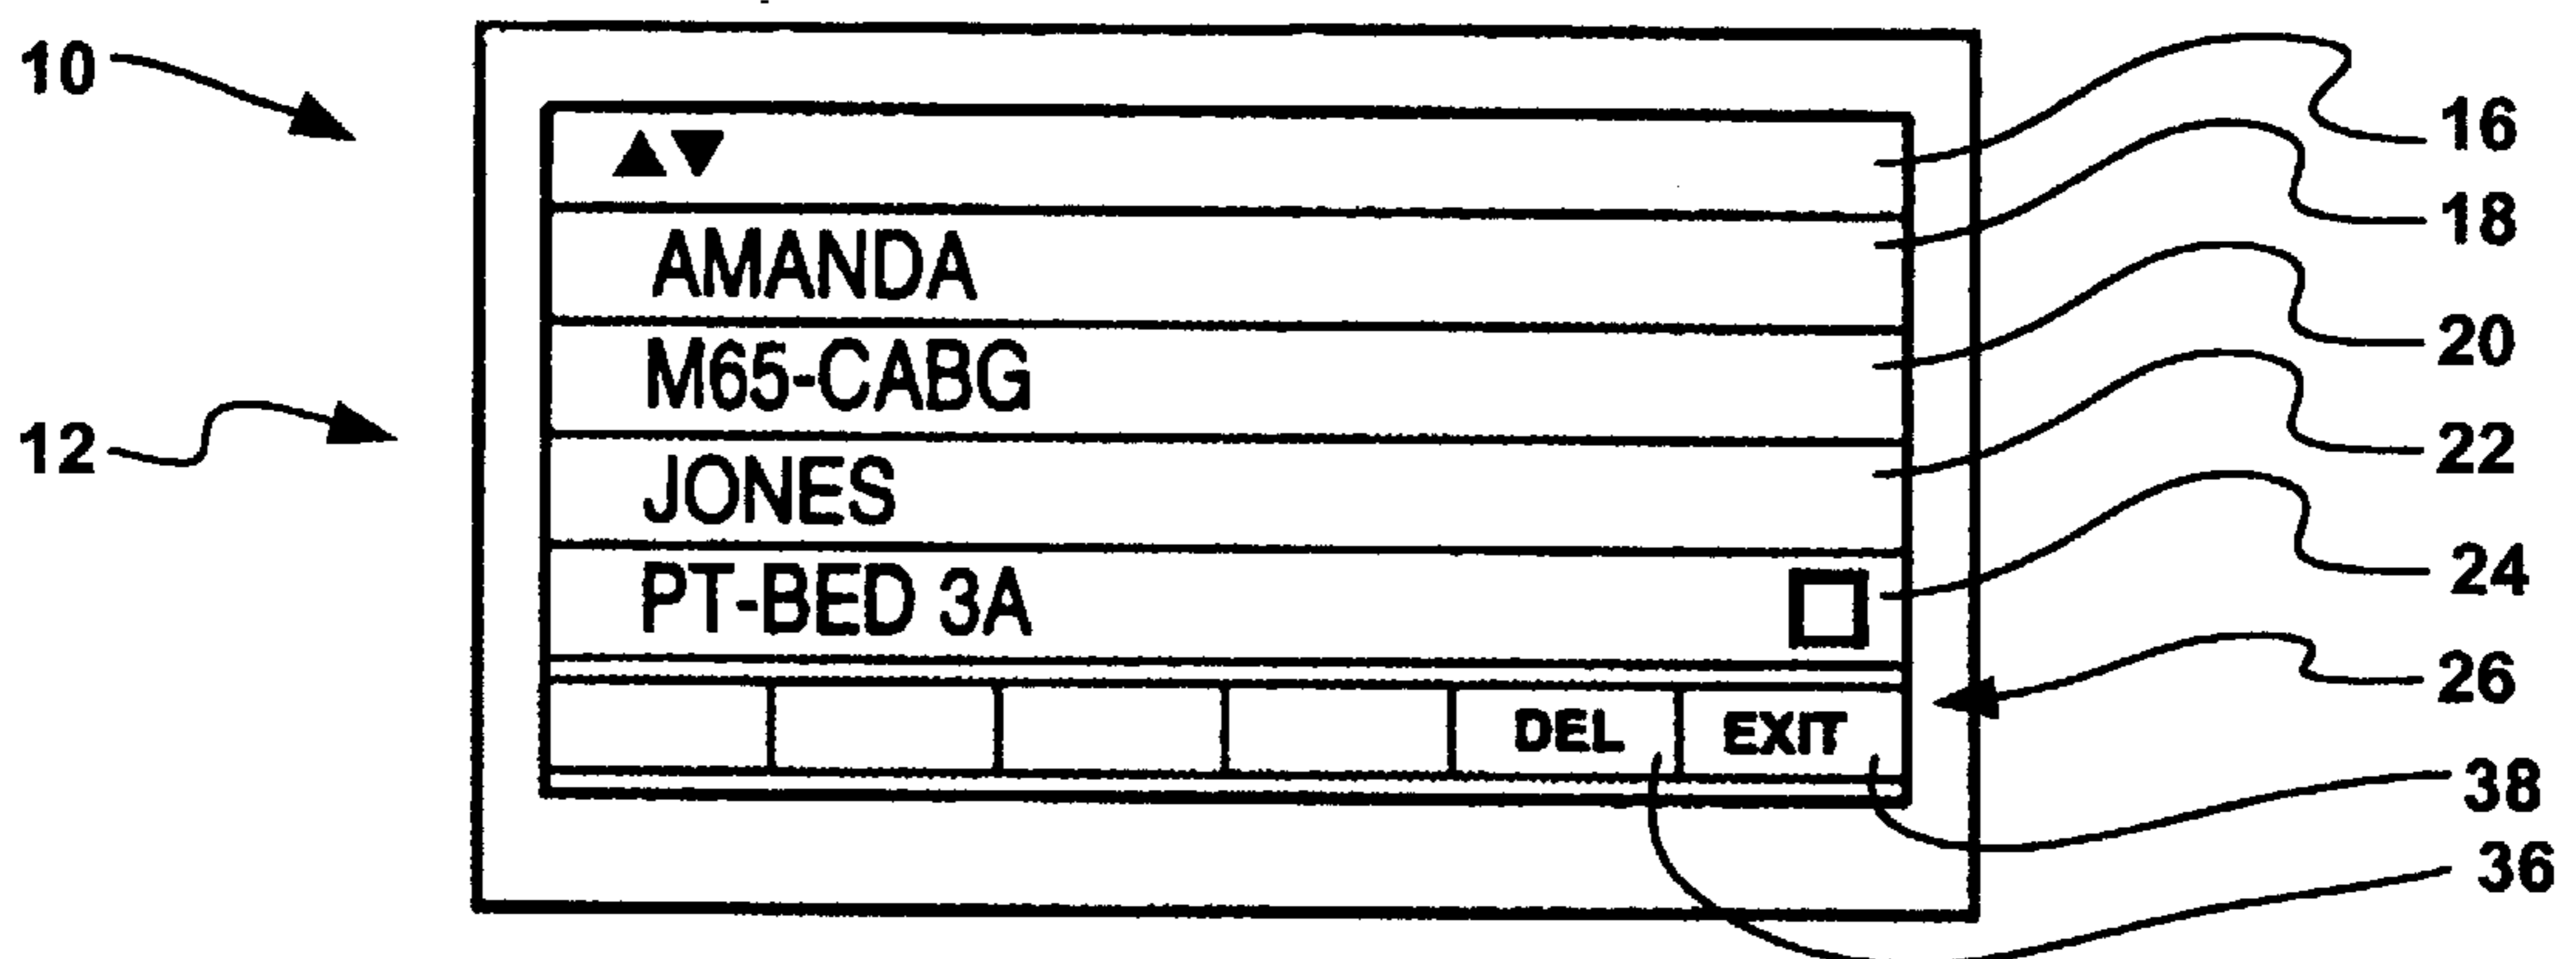 10
16
▲▼
18
AMANDA
20
M65-CABG
12
22
JONES
24
PT-BED 3A
26
DEL EXIT
38
36